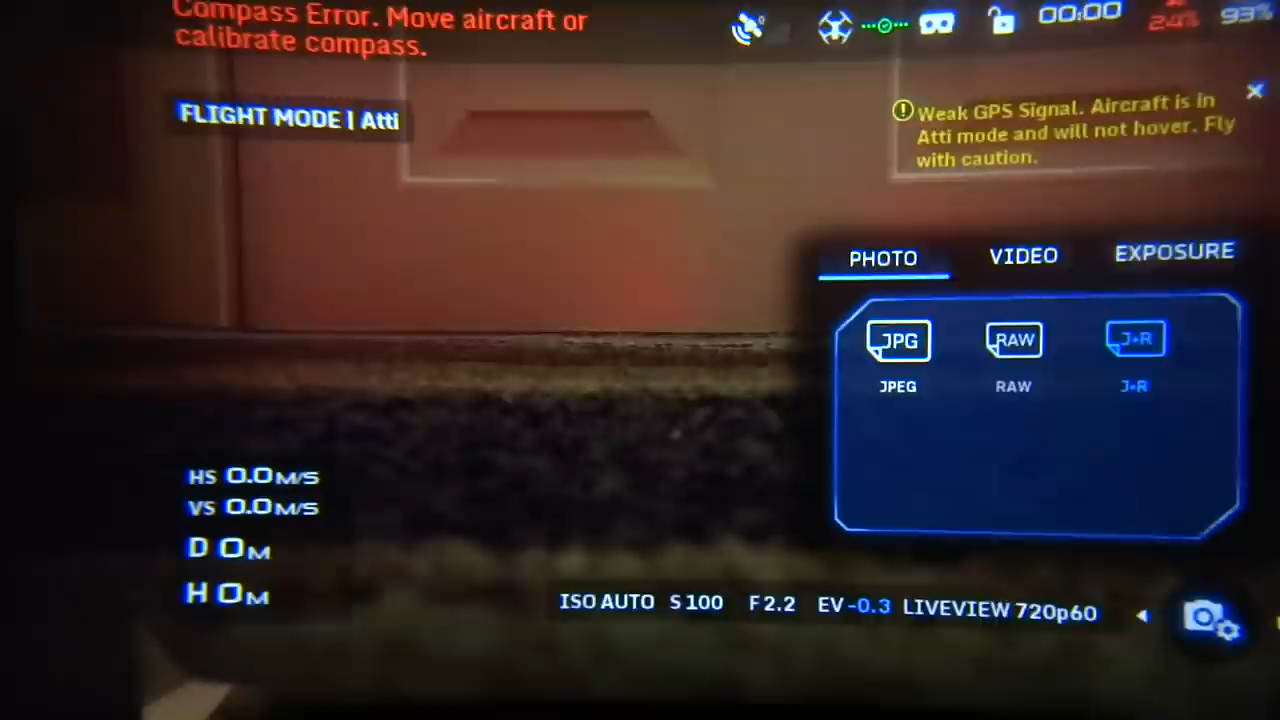 Compass Error. Move aircraft or
calibrate compass.
00:00
24%
93%
FLIGHT MODE | Atti
Weak GPS Signal. Aircraft is in
Atti mode and will not hover. Fly
with caution.
PHOTO VIDEO EXPOSURE
JPG RAW J+R
JPEG RAW J+R
HS 0.0M/S
VS 0.0M/S
D 0M
H 0M
ISO AUTO S 100 F 2.2 EV -0.3 LIVEVIEW 720p60